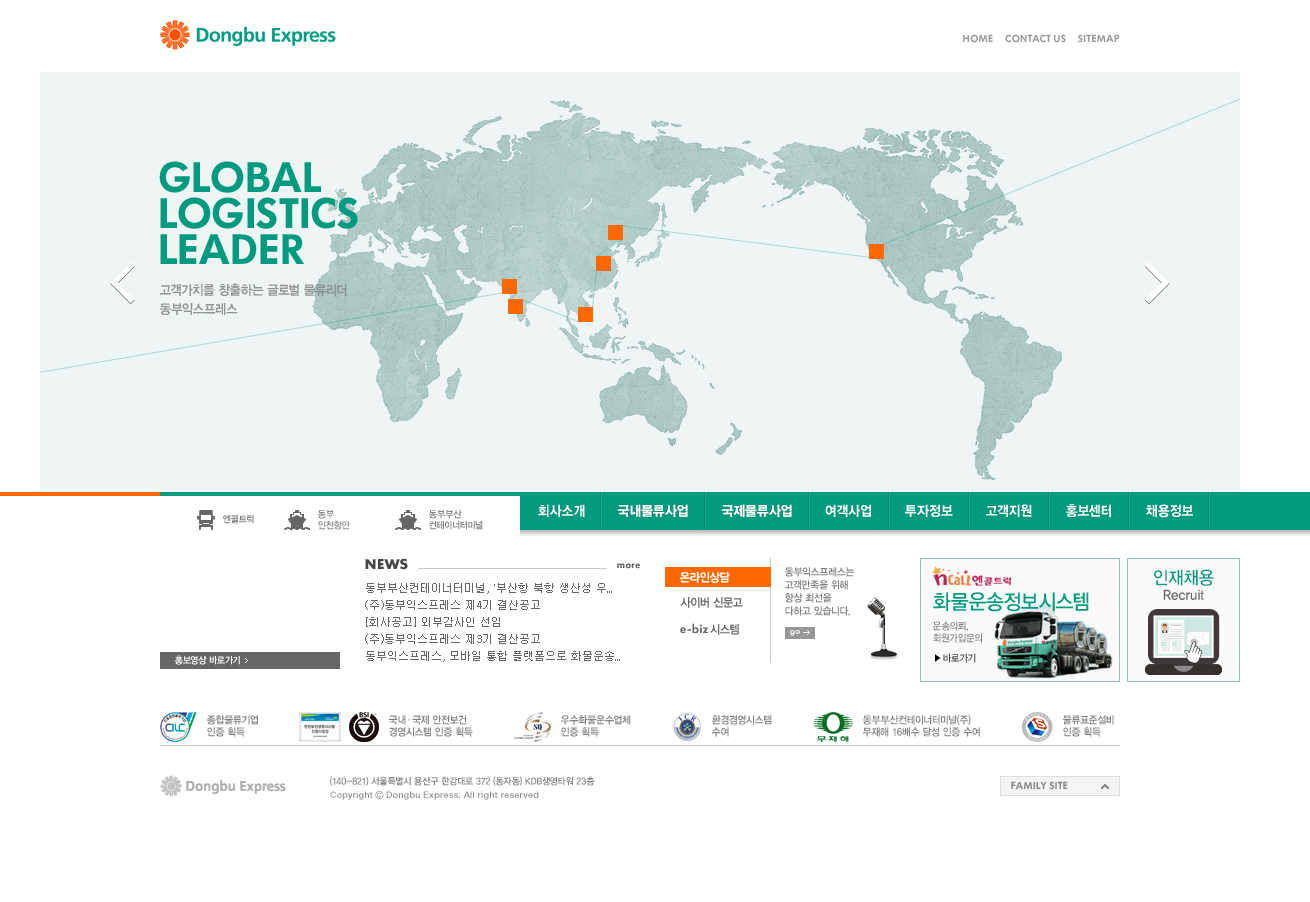 Dongbu Express
HOME CONTACT US SITEMAP
GLOBAL
LOGISTICS
LEADER
고객가치를 창출하는 글로벌 물류리더
동부익스프레스
엔콜트럭
동부
인천항만
동부부산
컨테이너터미널
회사소개 국내물류사업 국제물류사업 여객사업 투자정보 고객지원 홍보센터 채용정보
NEWS more
동부부산컨테이너터미널, '부산항 북항 생산성 우...
(주)동부익스프레스 제4기 결산공고
[회사공고] 외부감사인 선임
(주)동부익스프레스 제3기 결산공고
동부익스프레스, 모바일 통합 플랫폼으로 화물운송...
홍보영상 바로가기
온라인상담
사이버 신문고
e-biz 시스템
동부익스프레스는
고객만족을 위해
항상 최선을
다하고 있습니다.
go
nCall 엔콜트럭
화물운송정보시스템
운송의뢰,
회원가입문의
바로가기
인재채용
Recruit
CILC
종합물류기업
인증 획득
BSI
국내·국제 안전보건
경영시스템 인증 획득
SQ
우수화물운수업체
인증 획득
ICR
환경경영시스템
수여
무재해
동부부산컨테이너터미널(주)
무재해 16배수 달성 인증 수여
물류표준설비
인증 획득
Dongbu Express
(140-821) 서울특별시 용산구 한강대로 372 (동자동) KDB생명타워 23층
Copyright ⓒ Dongbu Express. All right reserved
FAMILY SITE